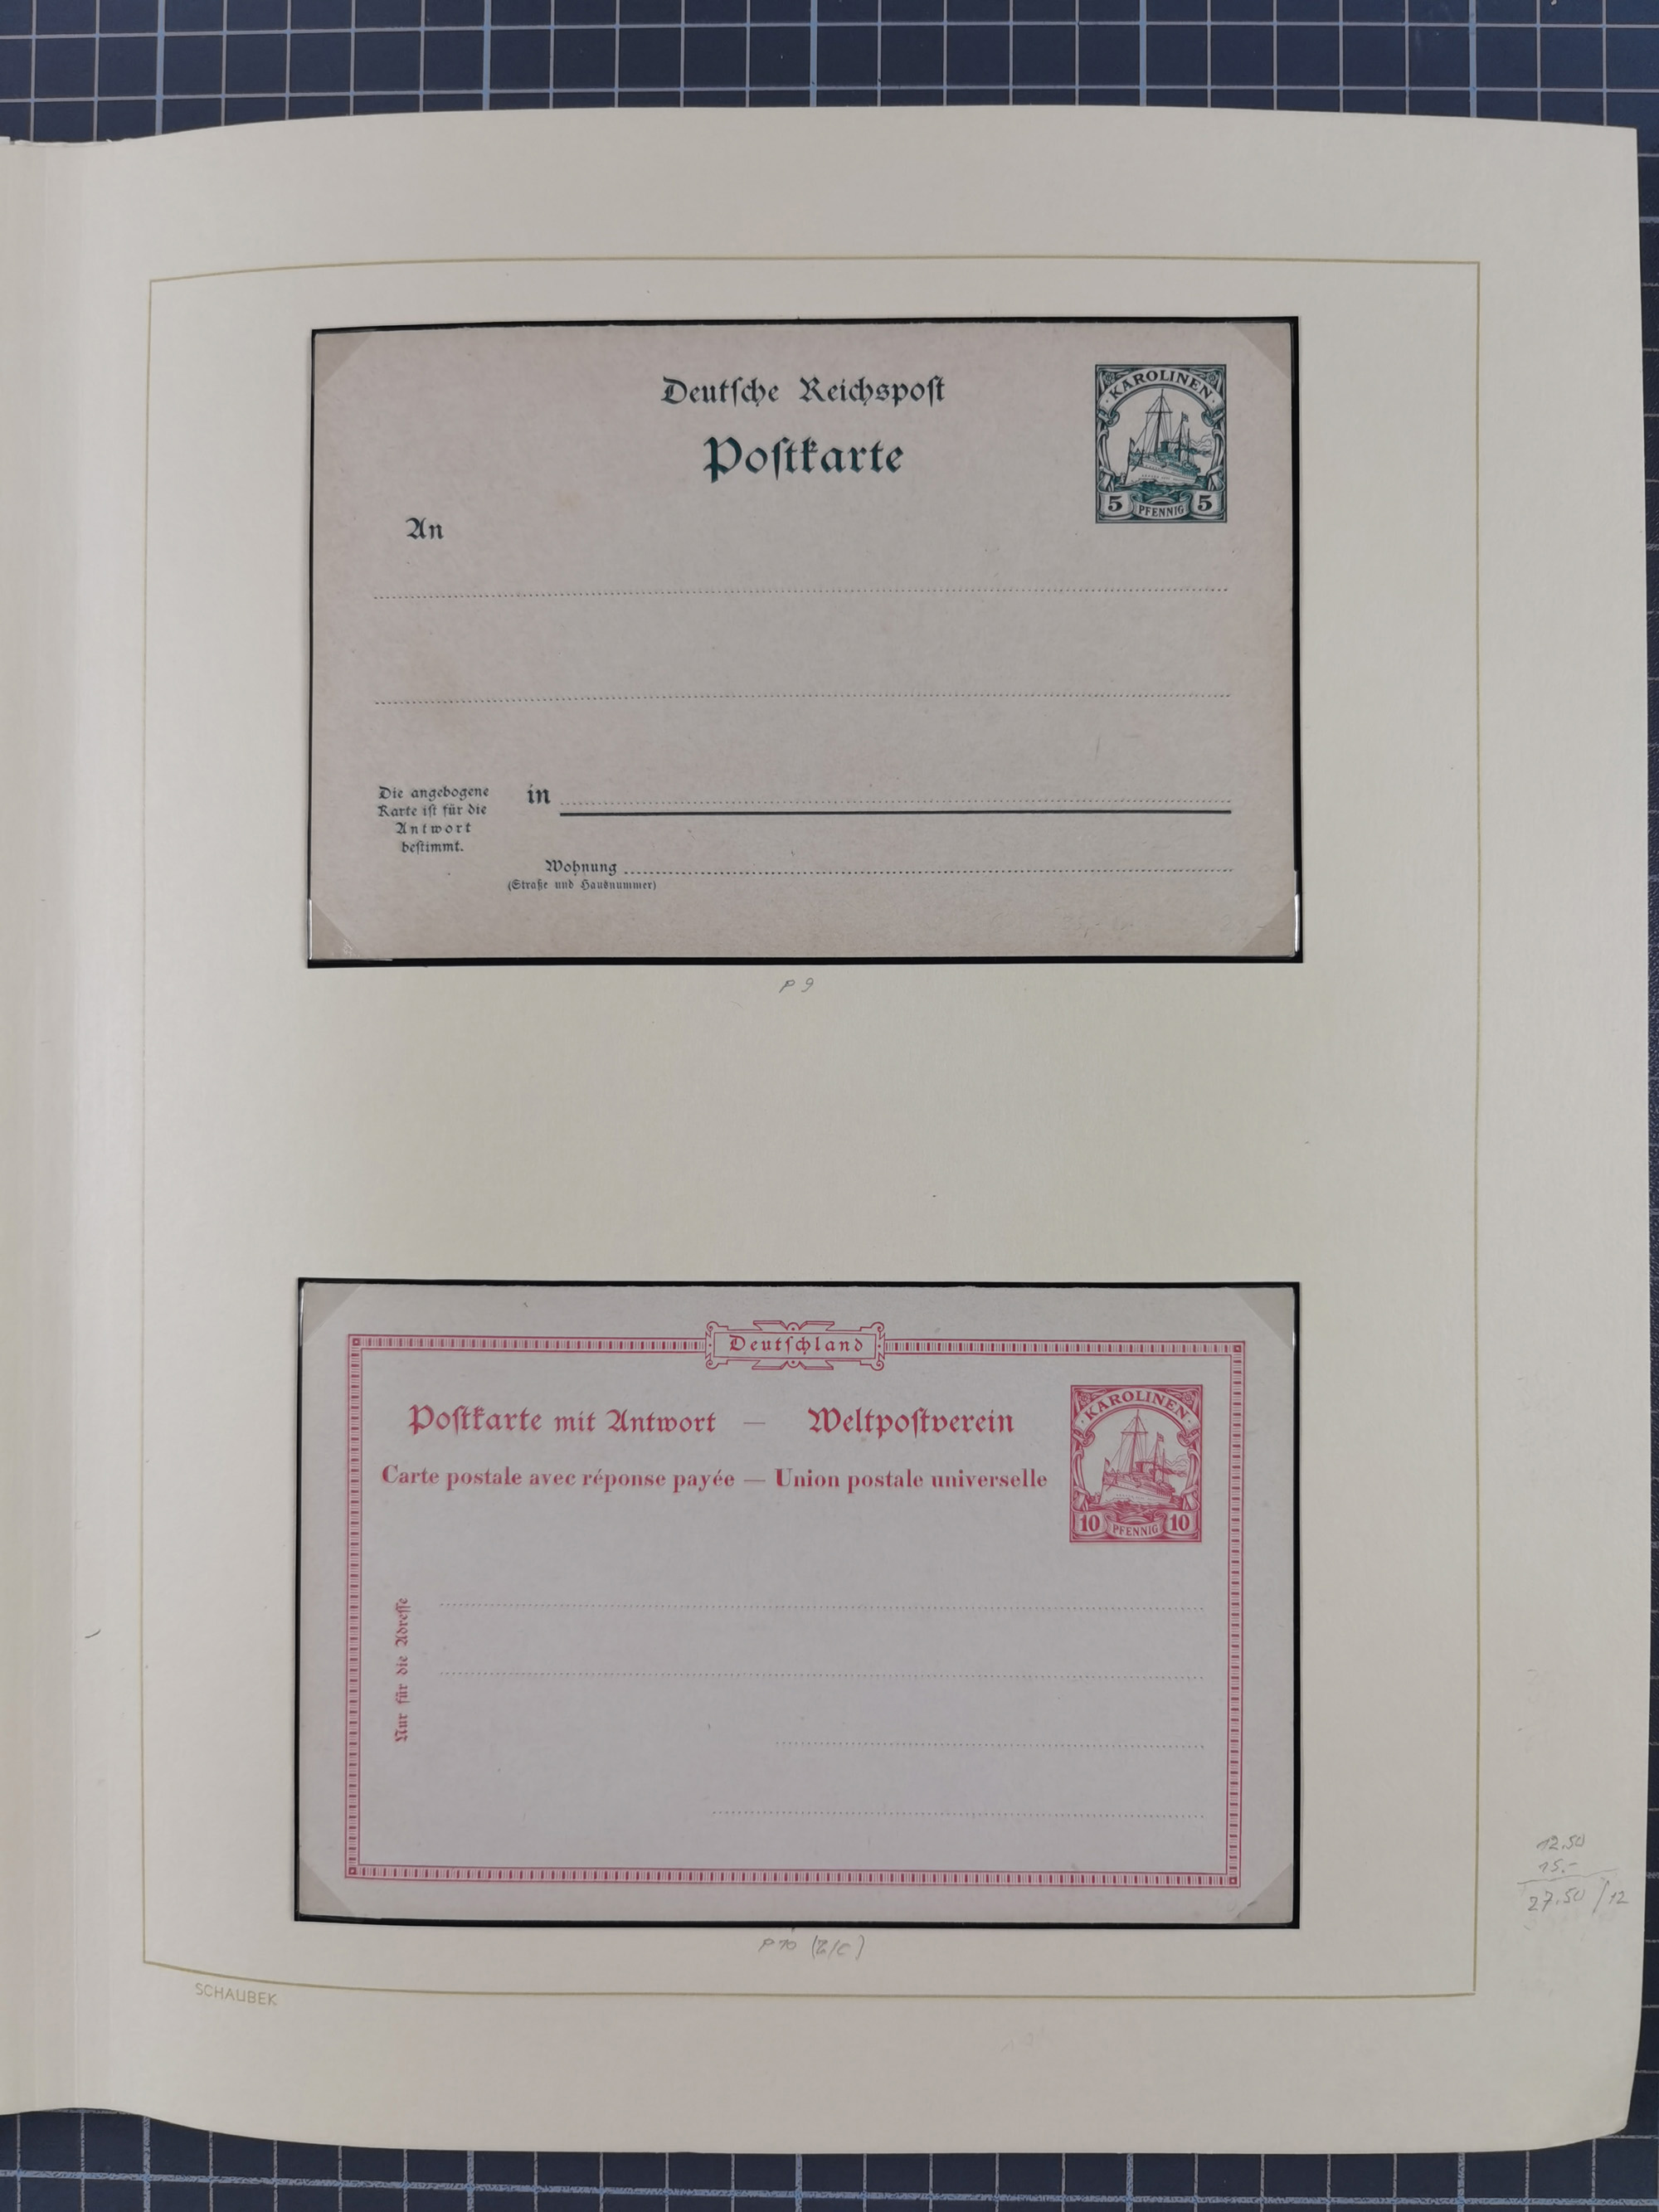 Deutsche Reichspost
Postkarte
KAROLINEN
5 PFENNIG 5
An
Die angebogene
Karte ist für die
Antwort
bestimmt.
in
Wohnung
(Straße und Hausnummer)
P 9
Deutschland
Postkarte mit Antwort — Weltpostverein
Carte postale avec réponse payée — Union postale universelle
KAROLINEN
10 PFENNIG 10
Nur für die Adresse
P 10
12.50
15.-
27.50 / 12
SCHAUBEK